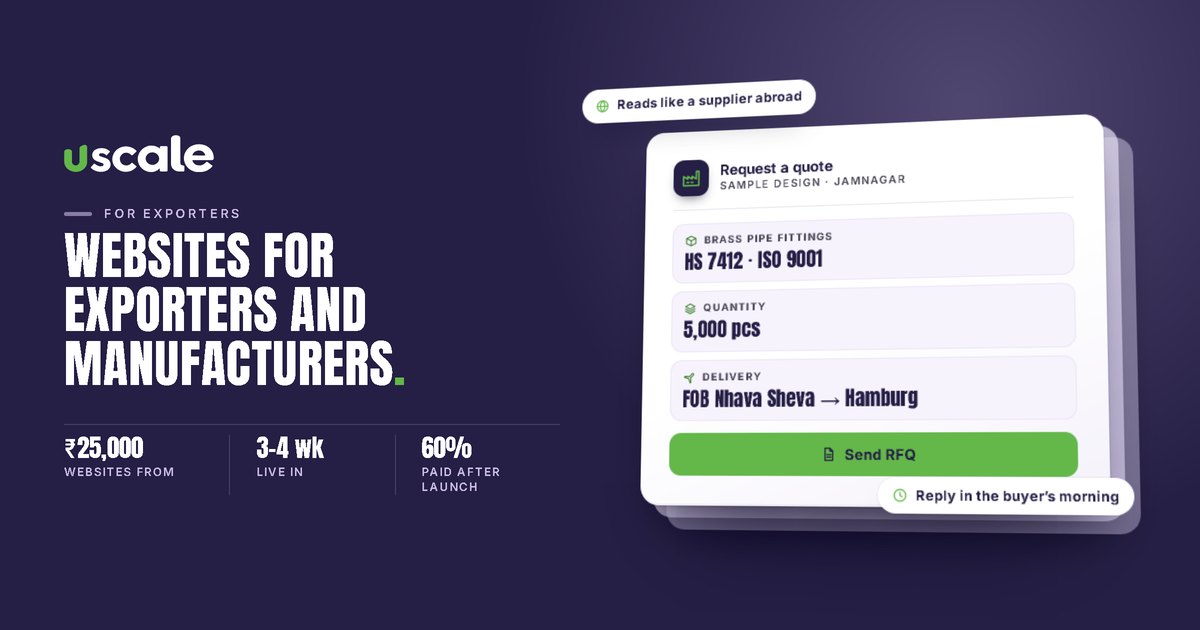 uscale
FOR EXPORTERS
WEBSITES FOR
EXPORTERS AND
MANUFACTURERS.
₹25,000
WEBSITES FROM
3-4 wk
LIVE IN
60%
PAID AFTER
LAUNCH
Reads like a supplier abroad
Request a quote
SAMPLE DESIGN · JAMNAGAR
BRASS PIPE FITTINGS
HS 7412 · ISO 9001
QUANTITY
5,000 pcs
DELIVERY
FOB Nhava Sheva → Hamburg
Send RFQ
Reply in the buyer’s morning